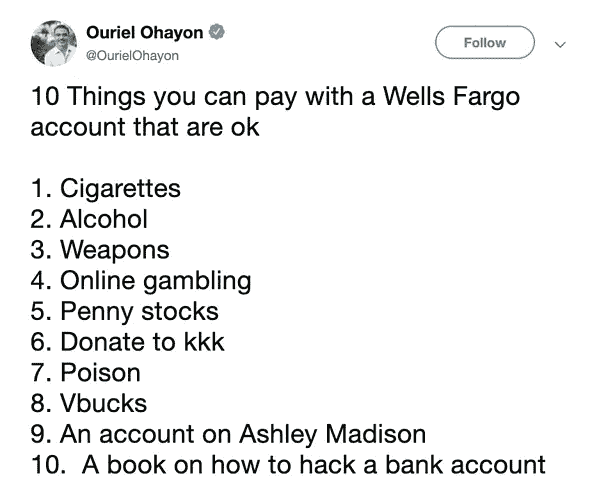 Ouriel Ohayon
@OurielOhayon
Follow
10 Things you can pay with a Wells Fargo
account that are ok
1. Cigarettes
2. Alcohol
3. Weapons
4. Online gambling
5. Penny stocks
6. Donate to kkk
7. Poison
8. Vbucks
9. An account on Ashley Madison
10.  A book on how to hack a bank account